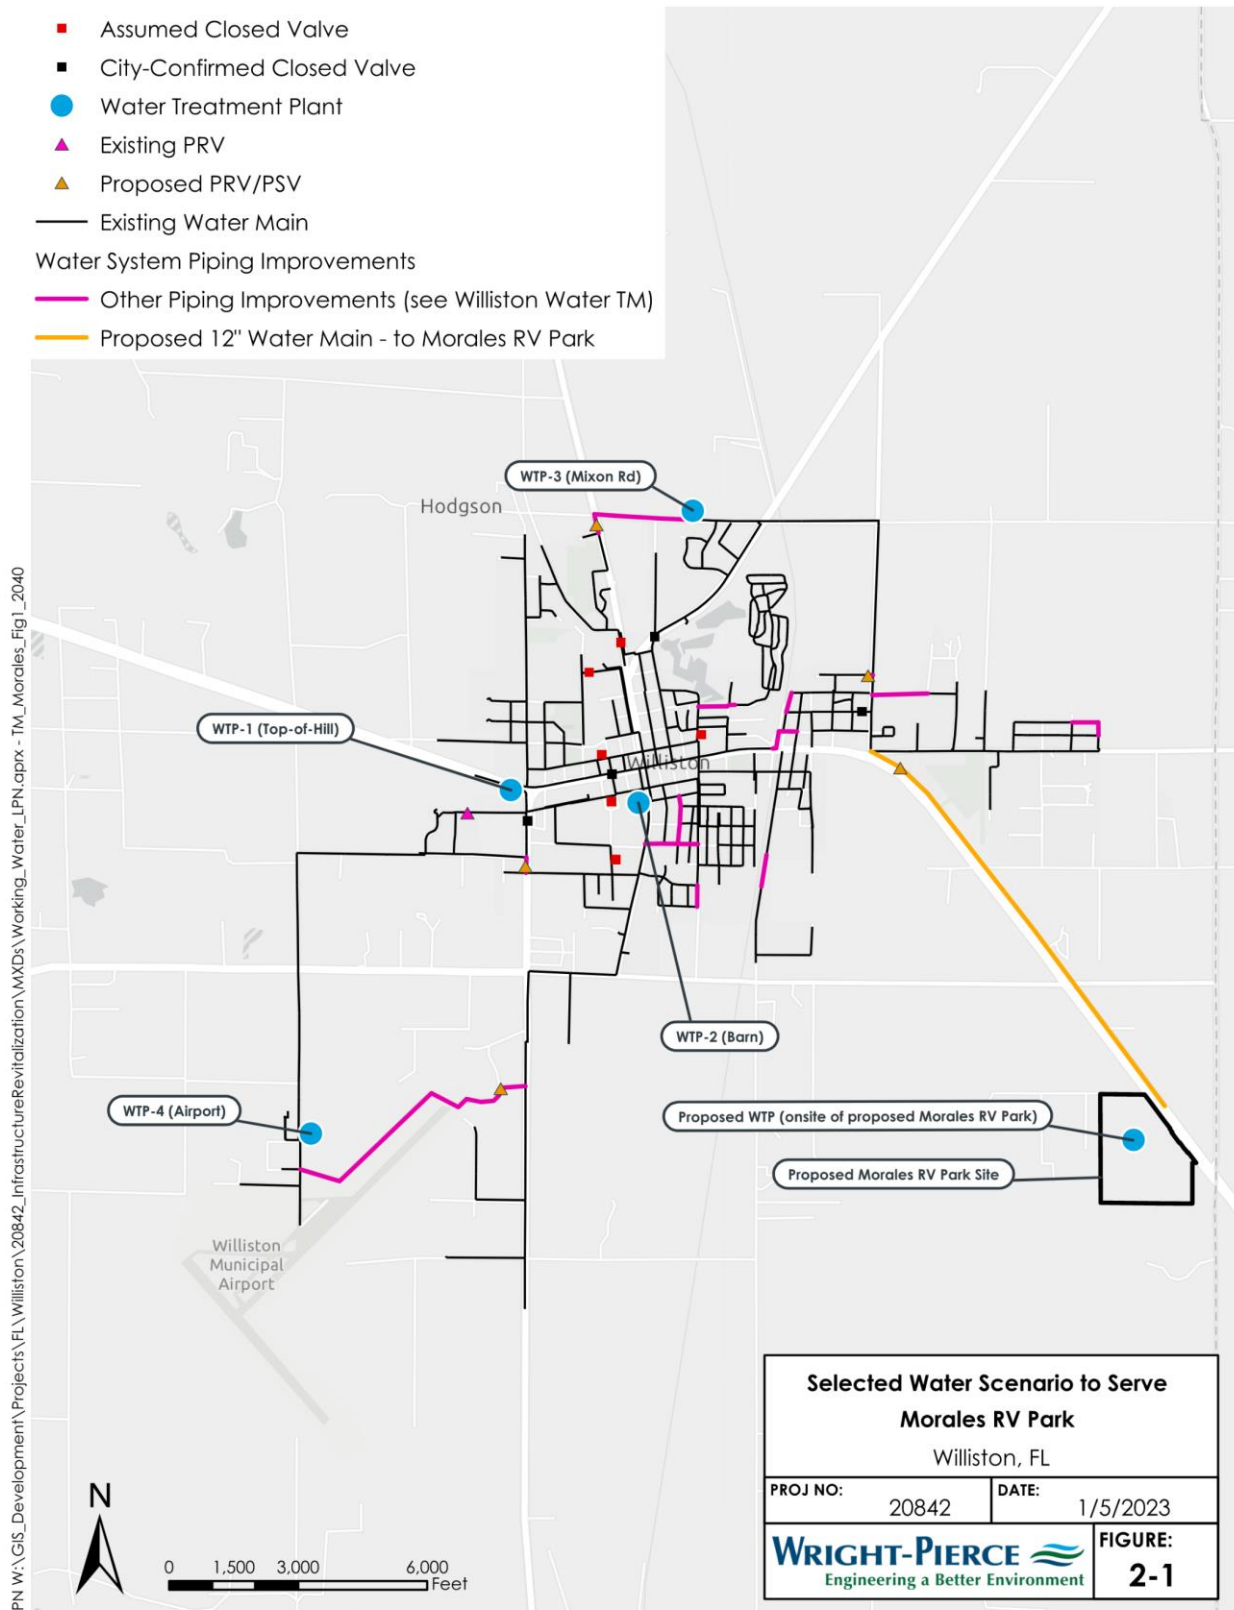 Assumed Closed Valve
City-Confirmed Closed Valve
Water Treatment Plant
Existing PRV
Proposed PRV/PSV
Existing Water Main
Water System Piping Improvements
Other Piping Improvements (see Williston Water TM)
Proposed 12" Water Main - to Morales RV Park
WTP-3 (Mixon Rd)
Hodgson
WTP-1 (Top-of-Hill)
Williston
WTP-2 (Barn)
WTP-4 (Airport)
Proposed WTP (onsite of proposed Morales RV Park)
Proposed Morales RV Park Site
Williston
Municipal
Airport
PN W:\GIS_Development\Projects\FL\Williston\20842_InfrastructureRevitalization\MXDs\Working_Water_LPN.aprx - TM_Morales_Fig1_2040
N
0 1,500 3,000 6,000
Feet
Selected Water Scenario to Serve
Morales RV Park
Williston, FL
PROJ NO: 20842
DATE: 1/5/2023
WRIGHT-PIERCE
Engineering a Better Environment
FIGURE:
2-1